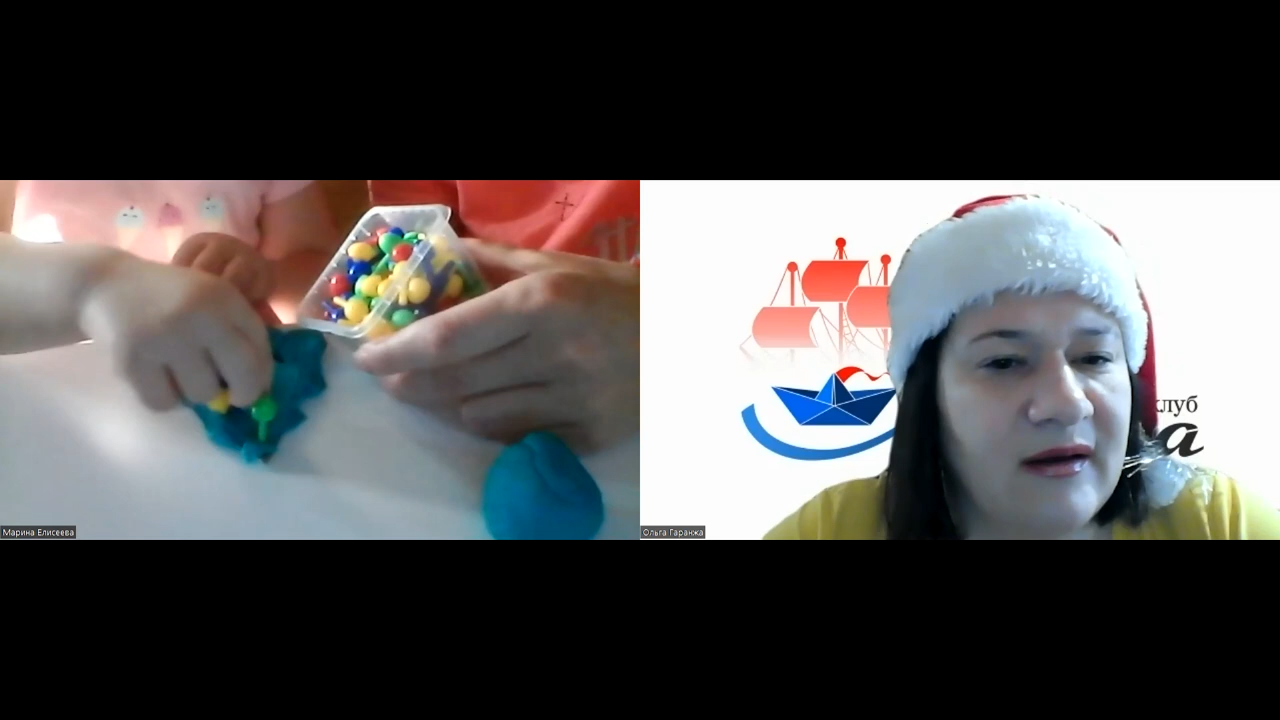 клуб
а
Марина Елисеева
Ольга Гаранжа